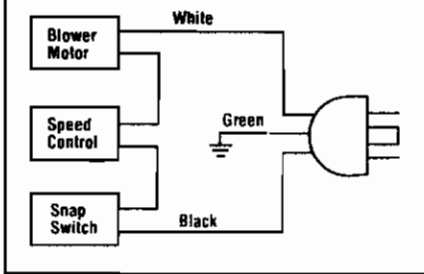 White
Blower
Motor
Speed
Control
Green
Snap
Switch
Black